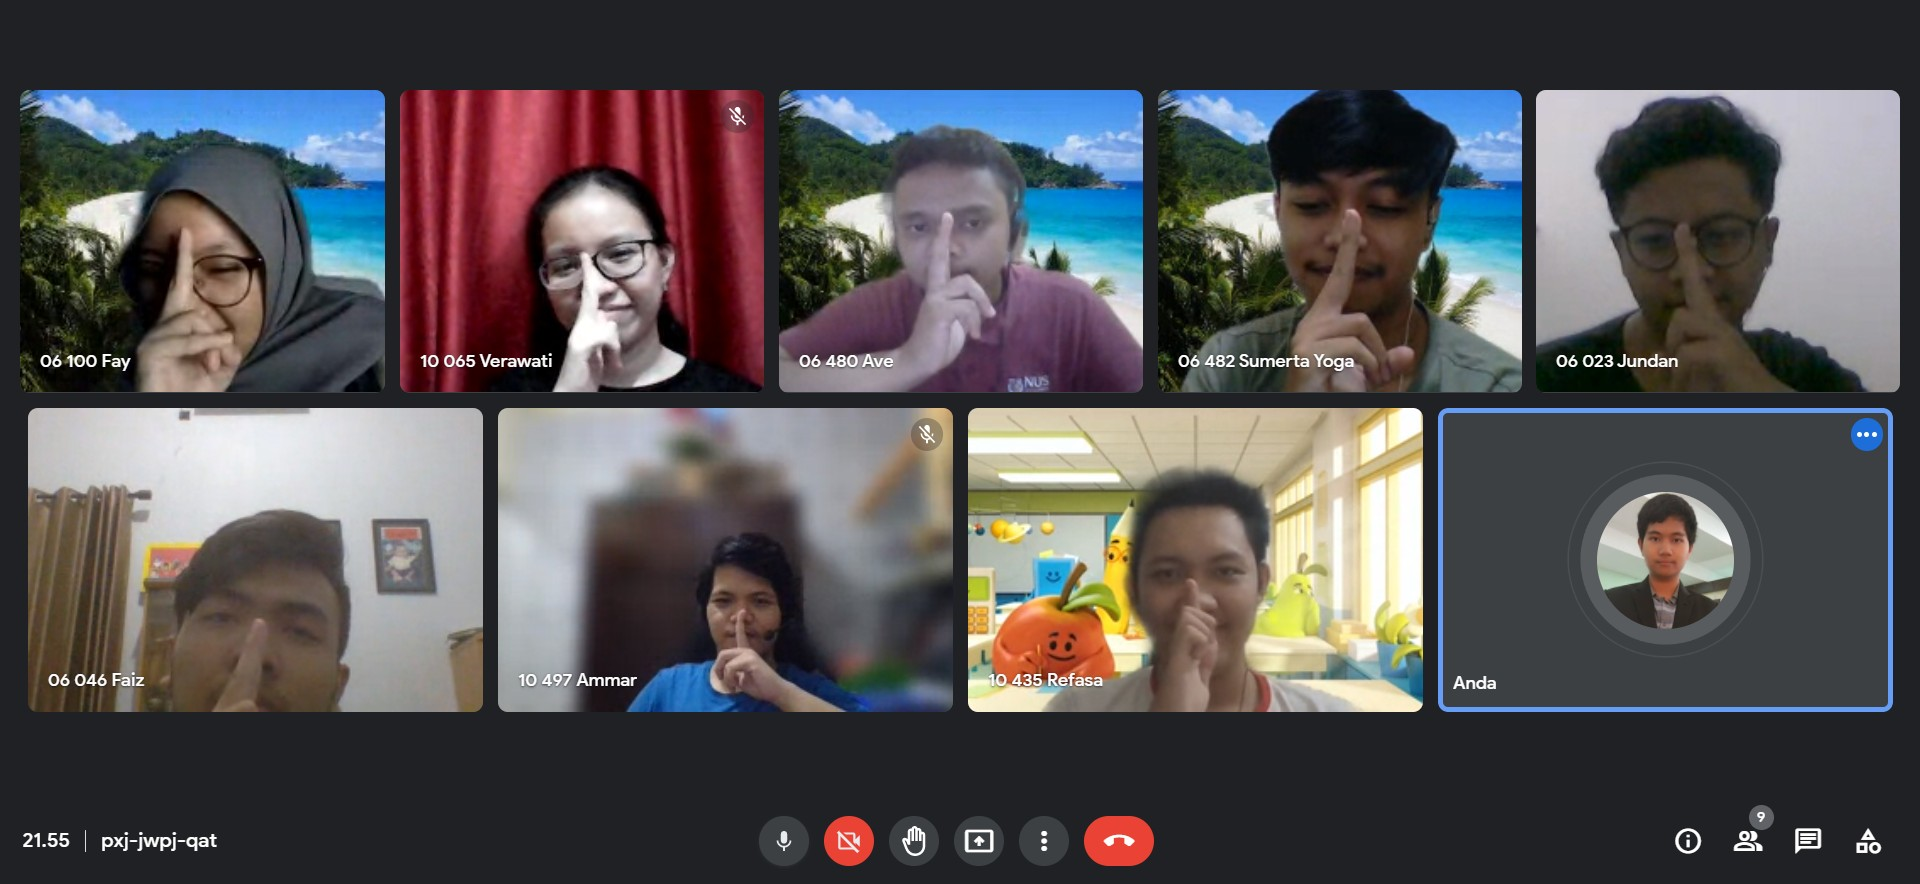 06 100 Fay
10 065 Verawati
06 480 Ave
NUS
06 482 Sumerta Yoga
06 023 Jundan
06 046 Faiz
10 497 Ammar
10 435 Refasa
Anda
21.55 | pxj-jwpj-qat
9